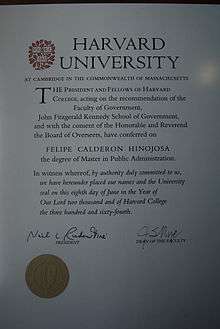 HARVARD
UNIVERSITY
AT CAMBRIDGE IN THE COMMONWEALTH OF MASSACHUSETTS
THE PRESIDENT AND FELLOWS OF HARVARD
COLLEGE, acting on the recommendation of the
Faculty of Government,
John Fitzgerald Kennedy School of Government,
and with the consent of the Honorable and Reverend
the Board of Overseers, have conferred on
FELIPE CALDERON HINOJOSA
the degree of Master in Public Administration.
In witness whereof, by authority duly committed to us,
we have hereunder placed our names and the University
seal on this eighth day of June in the Year of
Our Lord two thousand and of Harvard College
the three hundred and sixty-fourth.
PRESIDENT
DEAN OF THE FACULTY